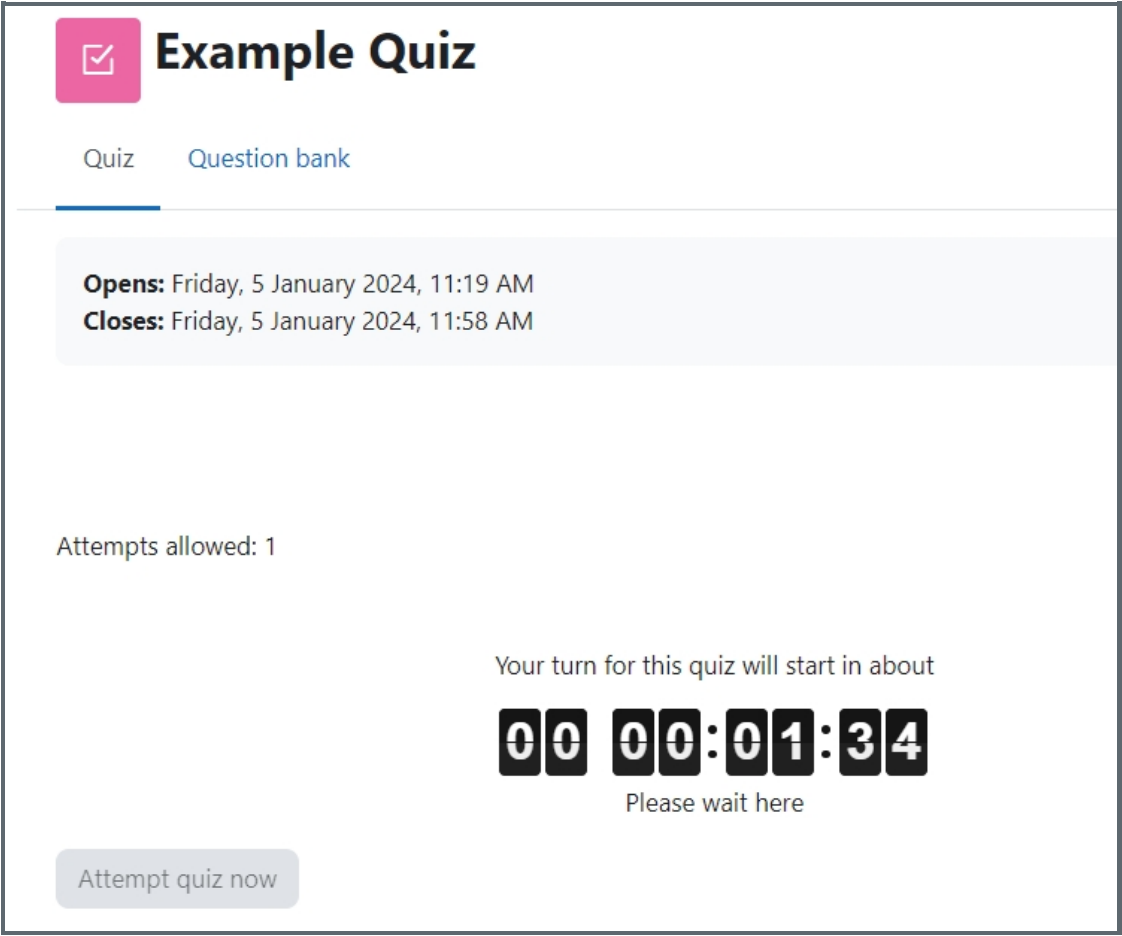 Example Quiz
Quiz Question bank
Opens: Friday, 5 January 2024, 11:19 AM
Closes: Friday, 5 January 2024, 11:58 AM
Attempts allowed: 1
Your turn for this quiz will start in about
00 00:01:34
Please wait here
Attempt quiz now